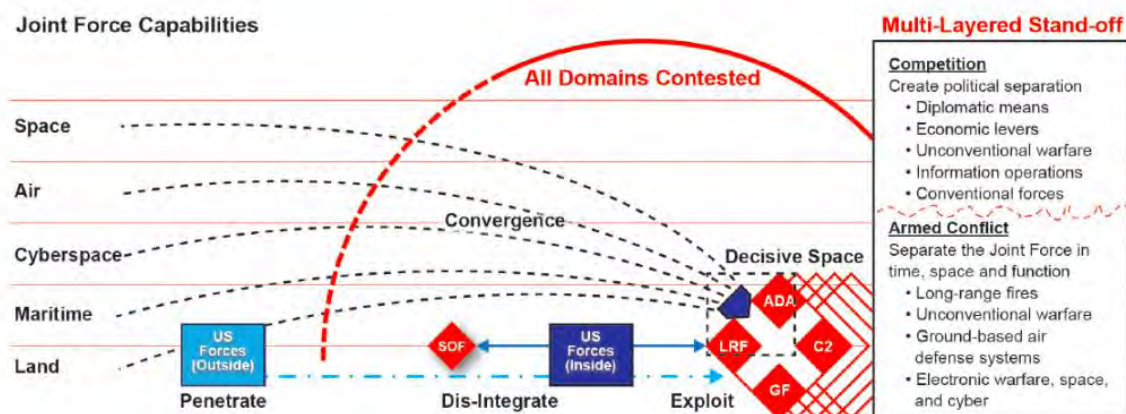 Joint Force Capabilities
Multi-Layered Stand-off
All Domains Contested
Space
Air
Cyberspace
Maritime
Land
Convergence
Decisive Space
US
Forces
(Outside)
SOF
US
Forces
(Inside)
LRF
ADA
C2
GF
Penetrate
Dis-Integrate
Exploit
Competition
Create political separation
• Diplomatic means
• Economic levers
• Unconventional warfare
• Information operations
• Conventional forces
Armed Conflict
Separate the Joint Force in
time, space and function
• Long-range fires
• Unconventional warfare
• Ground-based air
defense systems
• Electronic warfare, space,
and cyber